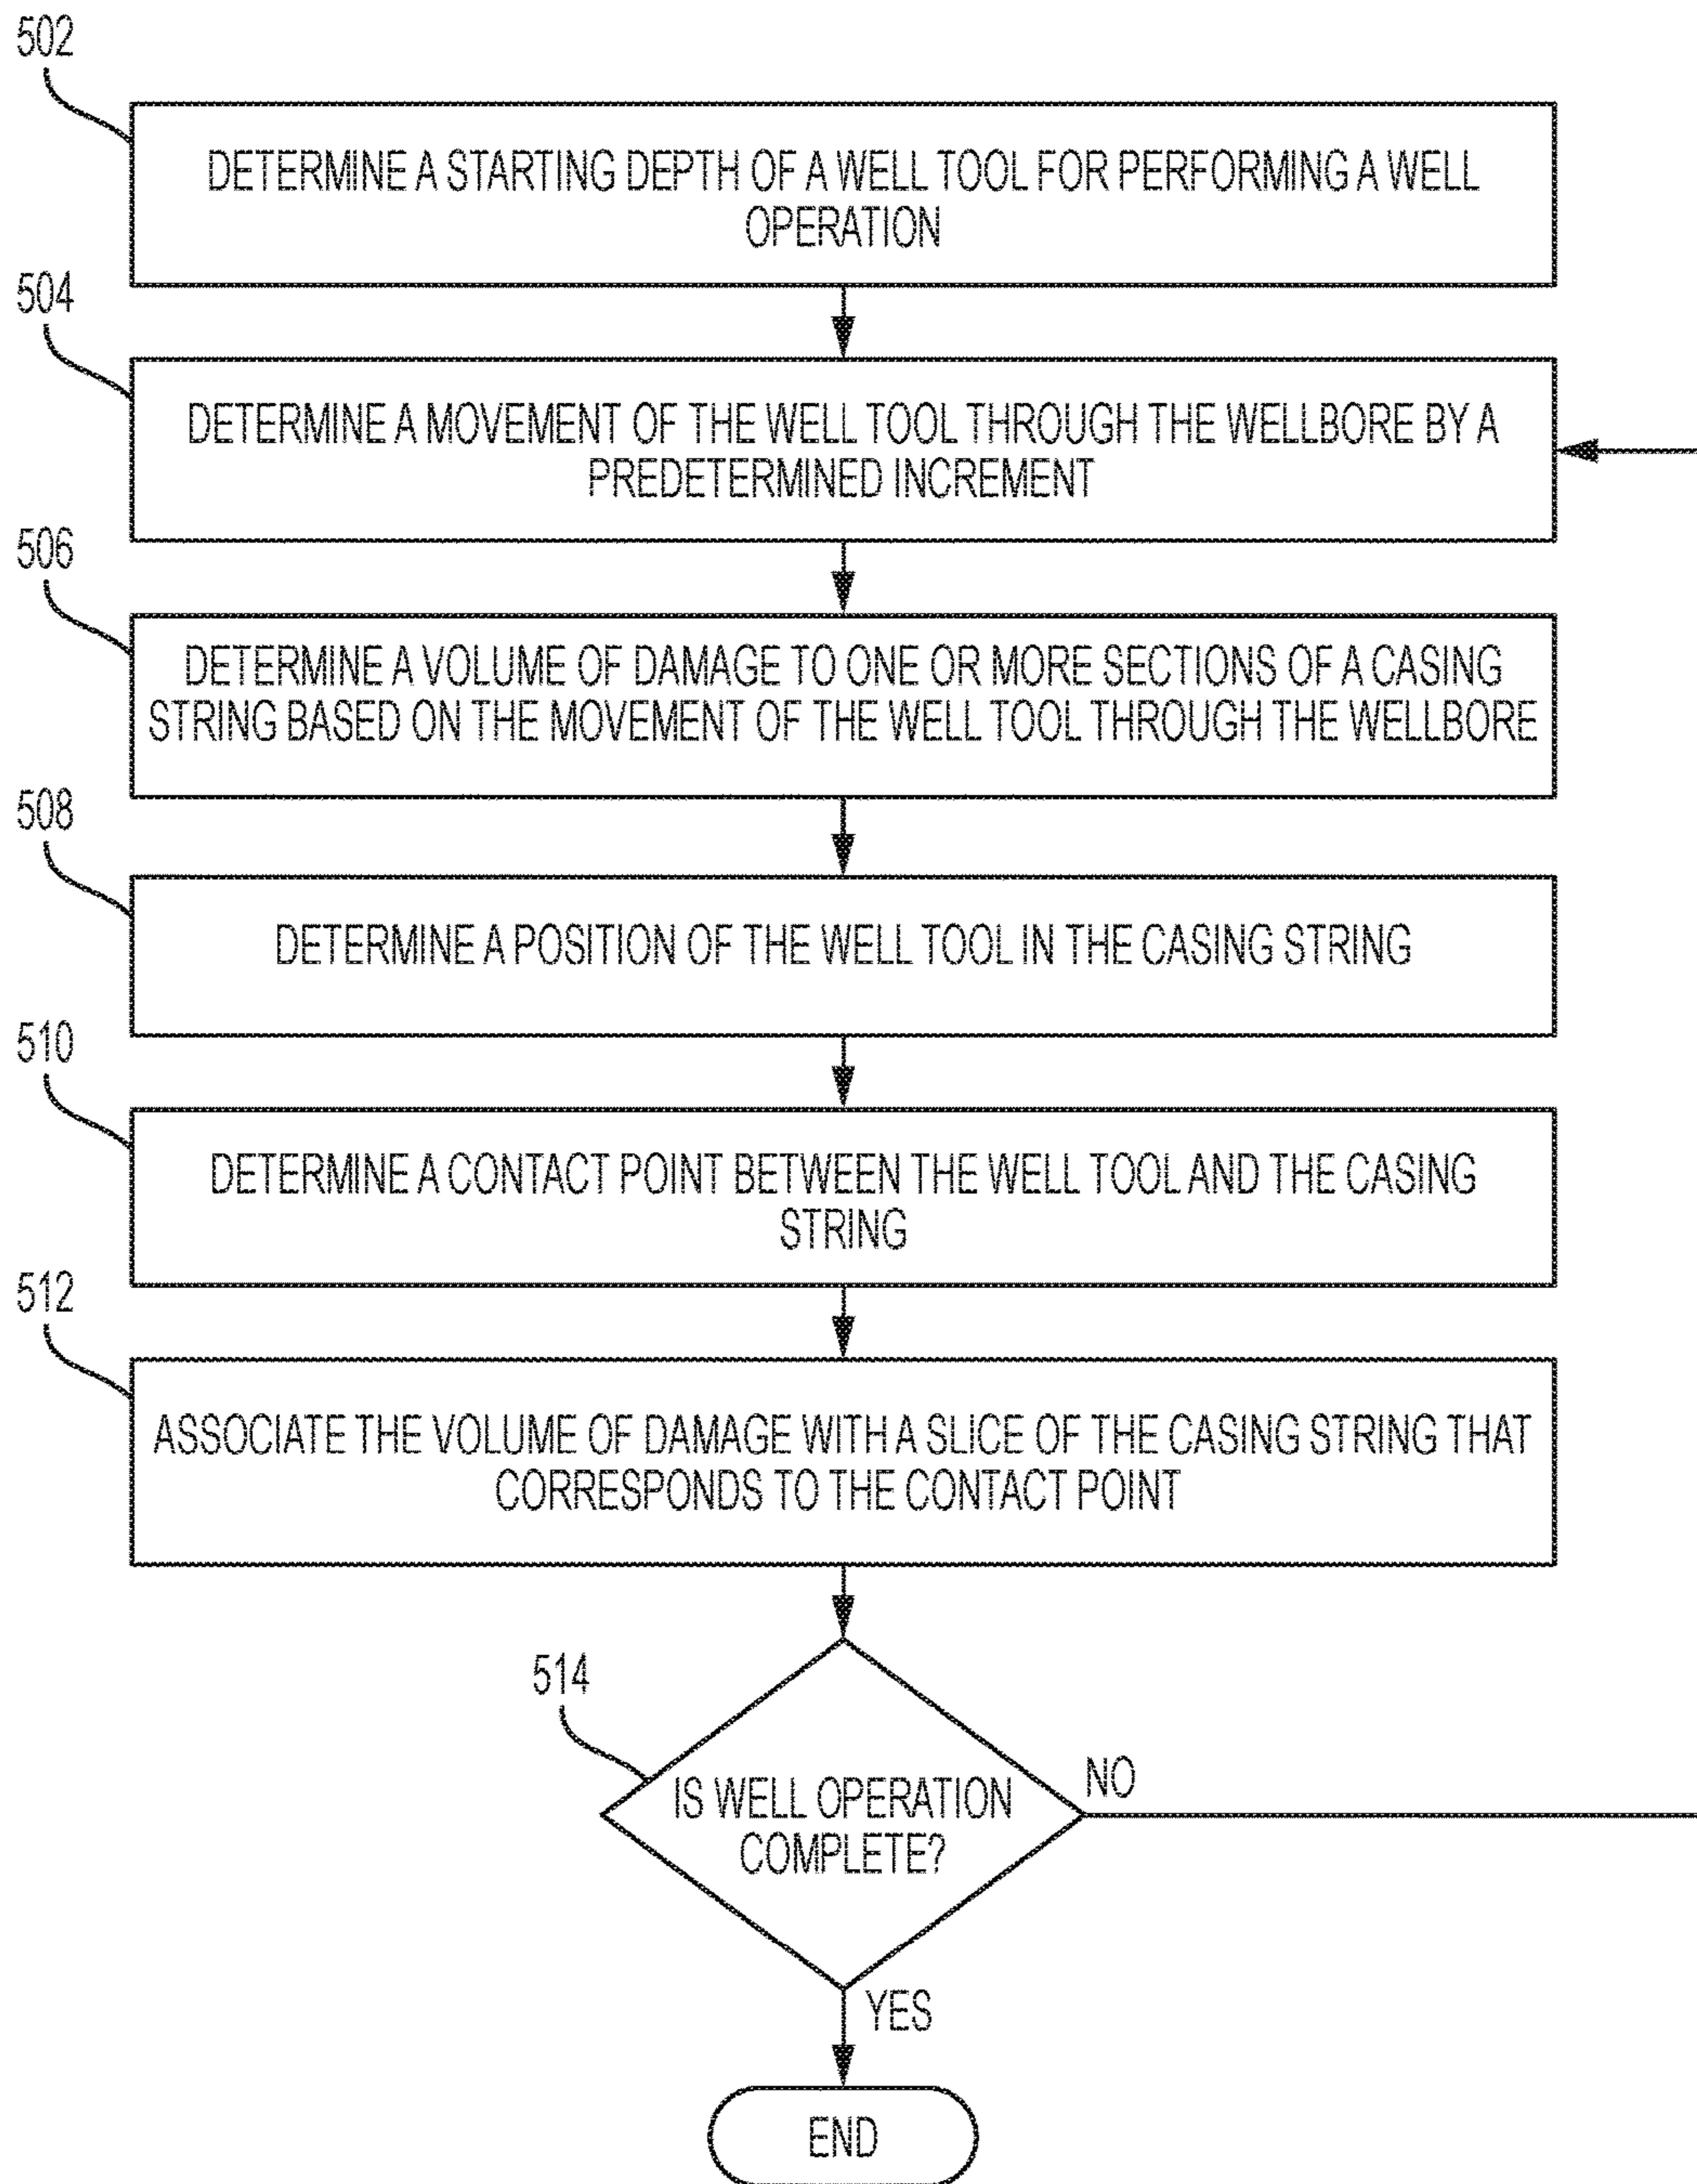 502
DETERMINE A STARTING DEPTH OF A WELL TOOL FOR PERFORMING A WELL
OPERATION
504
DETERMINE A MOVEMENT OF THE WELL TOOL THROUGH THE WELLBORE BY A
PREDETERMINED INCREMENT
506
DETERMINE A VOLUME OF DAMAGE TO ONE OR MORE SECTIONS OF A CASING
STRING BASED ON THE MOVEMENT OF THE WELL TOOL THROUGH THE WELLBORE
508
DETERMINE A POSITION OF THE WELL TOOL IN THE CASING STRING
510
DETERMINE A CONTACT POINT BETWEEN THE WELL TOOL AND THE CASING
STRING
512
ASSOCIATE THE VOLUME OF DAMAGE WITH A SLICE OF THE CASING STRING THAT
CORRESPONDS TO THE CONTACT POINT
514
IS WELL OPERATION
COMPLETE?
NO
YES
END